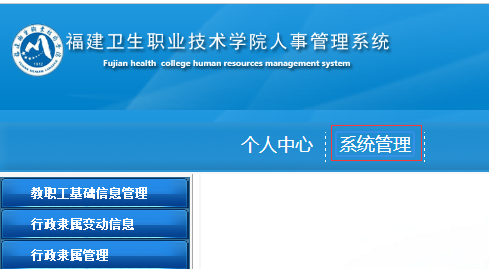 福建卫生职业技术学院人事管理系统
Fujian health college human resources management system
个人中心 系统管理
教职工基础信息管理
行政隶属变动信息
行政隶属管理